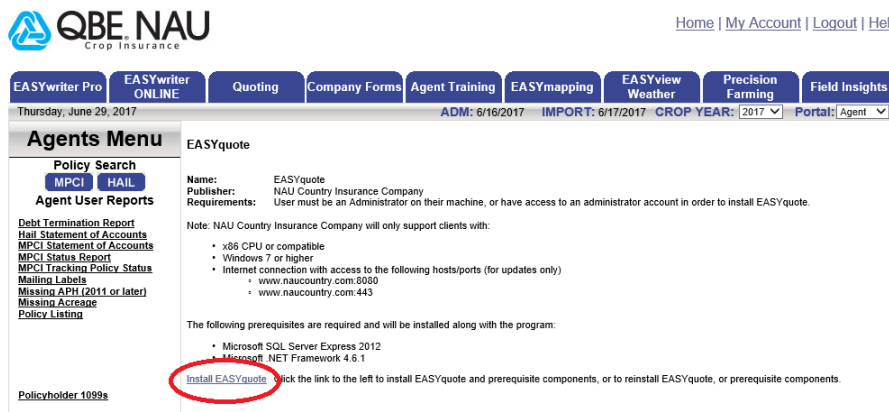 QBE NAU
Crop Insurance
Home | My Account | Logout | Hel
EASYwriter Pro
EASYwriter ONLINE
Quoting
Company Forms
Agent Training
EASYmapping
EASYview Weather
Precision Farming
Field Insights
Thursday, June 29, 2017
ADM: 6/16/2017 IMPORT: 6/17/2017 CROP YEAR: 2017 Portal: Agent
Agents Menu
Policy Search
MPCI HAIL
Agent User Reports
Debt Termination Report
Hail Statement of Accounts
MPCI Statement of Accounts
MPCI Status Report
MPCI Tracking Policy Status
Mailing Labels
Missing APH (2011 or later)
Missing Acreage
Policy Listing
Policyholder 1099s
EASYquote
Name: EASYquote
Publisher: NAU Country Insurance Company
Requirements: User must be an Administrator on their machine, or have access to an administrator account in order to install EASYquote.
Note: NAU Country Insurance Company will only support clients with:
• x86 CPU or compatible
• Windows 7 or higher
• Internet connection with access to the following hosts/ports (for updates only)
◦ www.naucountry.com:8080
◦ www.naucountry.com:443
The following prerequisites are required and will be installed along with the program:
• Microsoft SQL Server Express 2012
• Microsoft .NET Framework 4.6.1
Install EASYquote Click the link to the left to install EASYquote and prerequisite components, or to reinstall EASYquote, or prerequisite components.